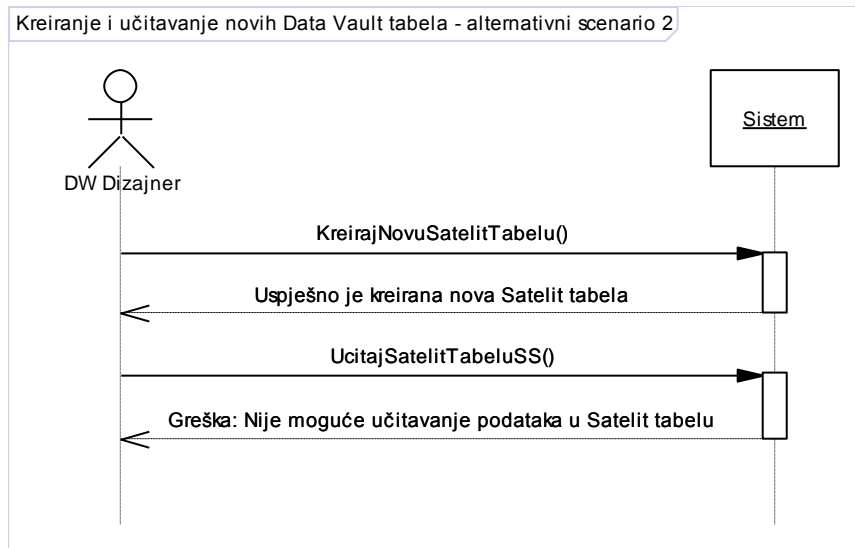 Kreiranje i učitavanje novih Data Vault tabela - alternativni scenario 2
Sistem
DW Dizajner
KreirajNovuSatelitTabelu()
Uspješno je kreirana nova Satelit tabela
UcitajSatelitTabeluSS()
Greška: Nije moguće učitavanje podataka u Satelit tabelu